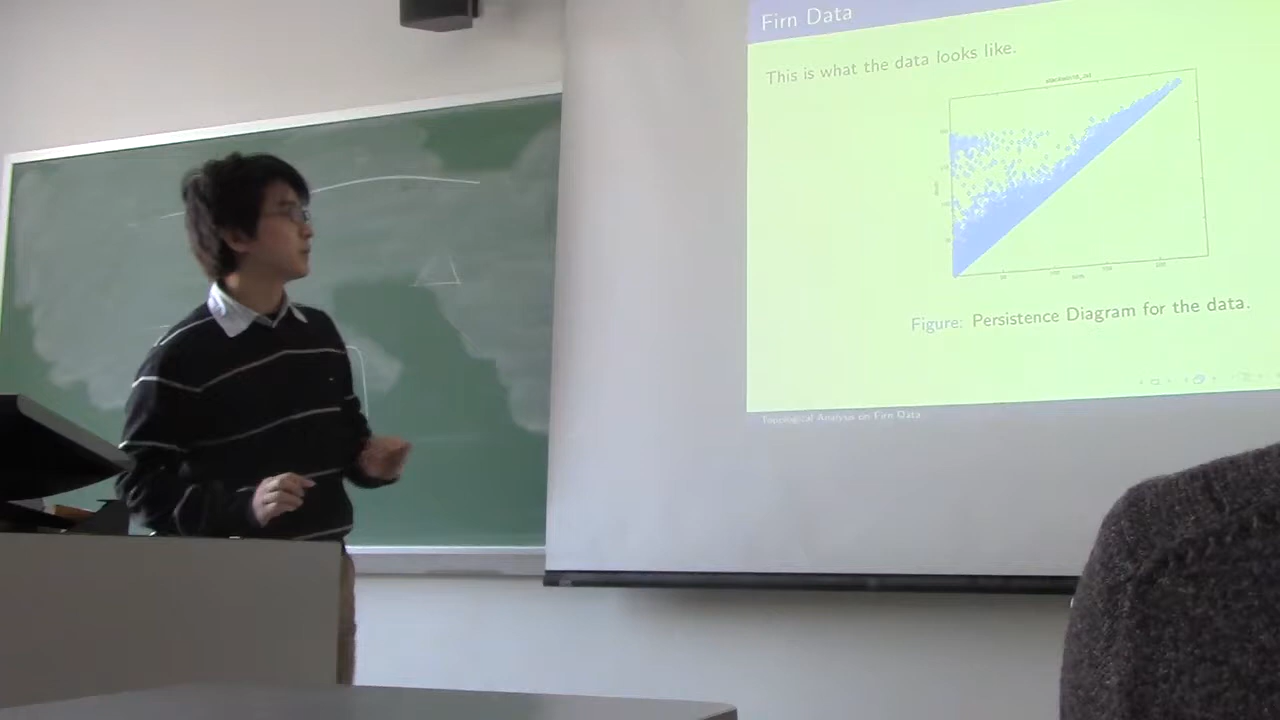 Firn Data
This is what the data looks like.
Figure: Persistence Diagram for the data.
Topological Analysis on Firn Data